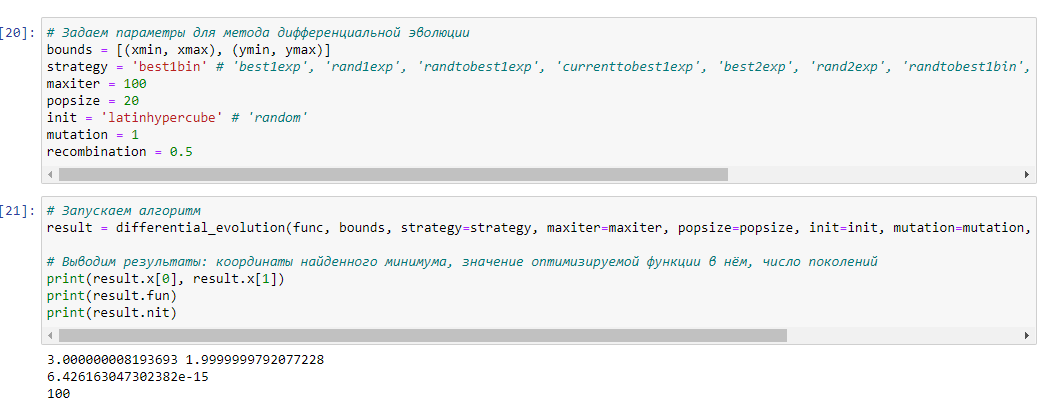 [20]: # Задаем параметры для метода дифференциальной эволюции
bounds = [(xmin, xmax), (ymin, ymax)]
strategy = 'best1bin' # 'best1exp', 'rand1exp', 'randtobest1exp', 'currenttobest1exp', 'best2exp', 'rand2exp', 'randtobest1bin',
maxiter = 100
popsize = 20
init = 'latinhypercube' # 'random'
mutation = 1
recombination = 0.5
[21]: # Запускаем алгоритм
result = differential_evolution(func, bounds, strategy=strategy, maxiter=maxiter, popsize=popsize, init=init, mutation=mutation,
# Выводим результаты: координаты найденного минимума, значение оптимизируемой функции в нём, число поколений
print(result.x[0], result.x[1])
print(result.fun)
print(result.nit)
3.000000008193693 1.9999999792077228
6.426163047302382e-15
100